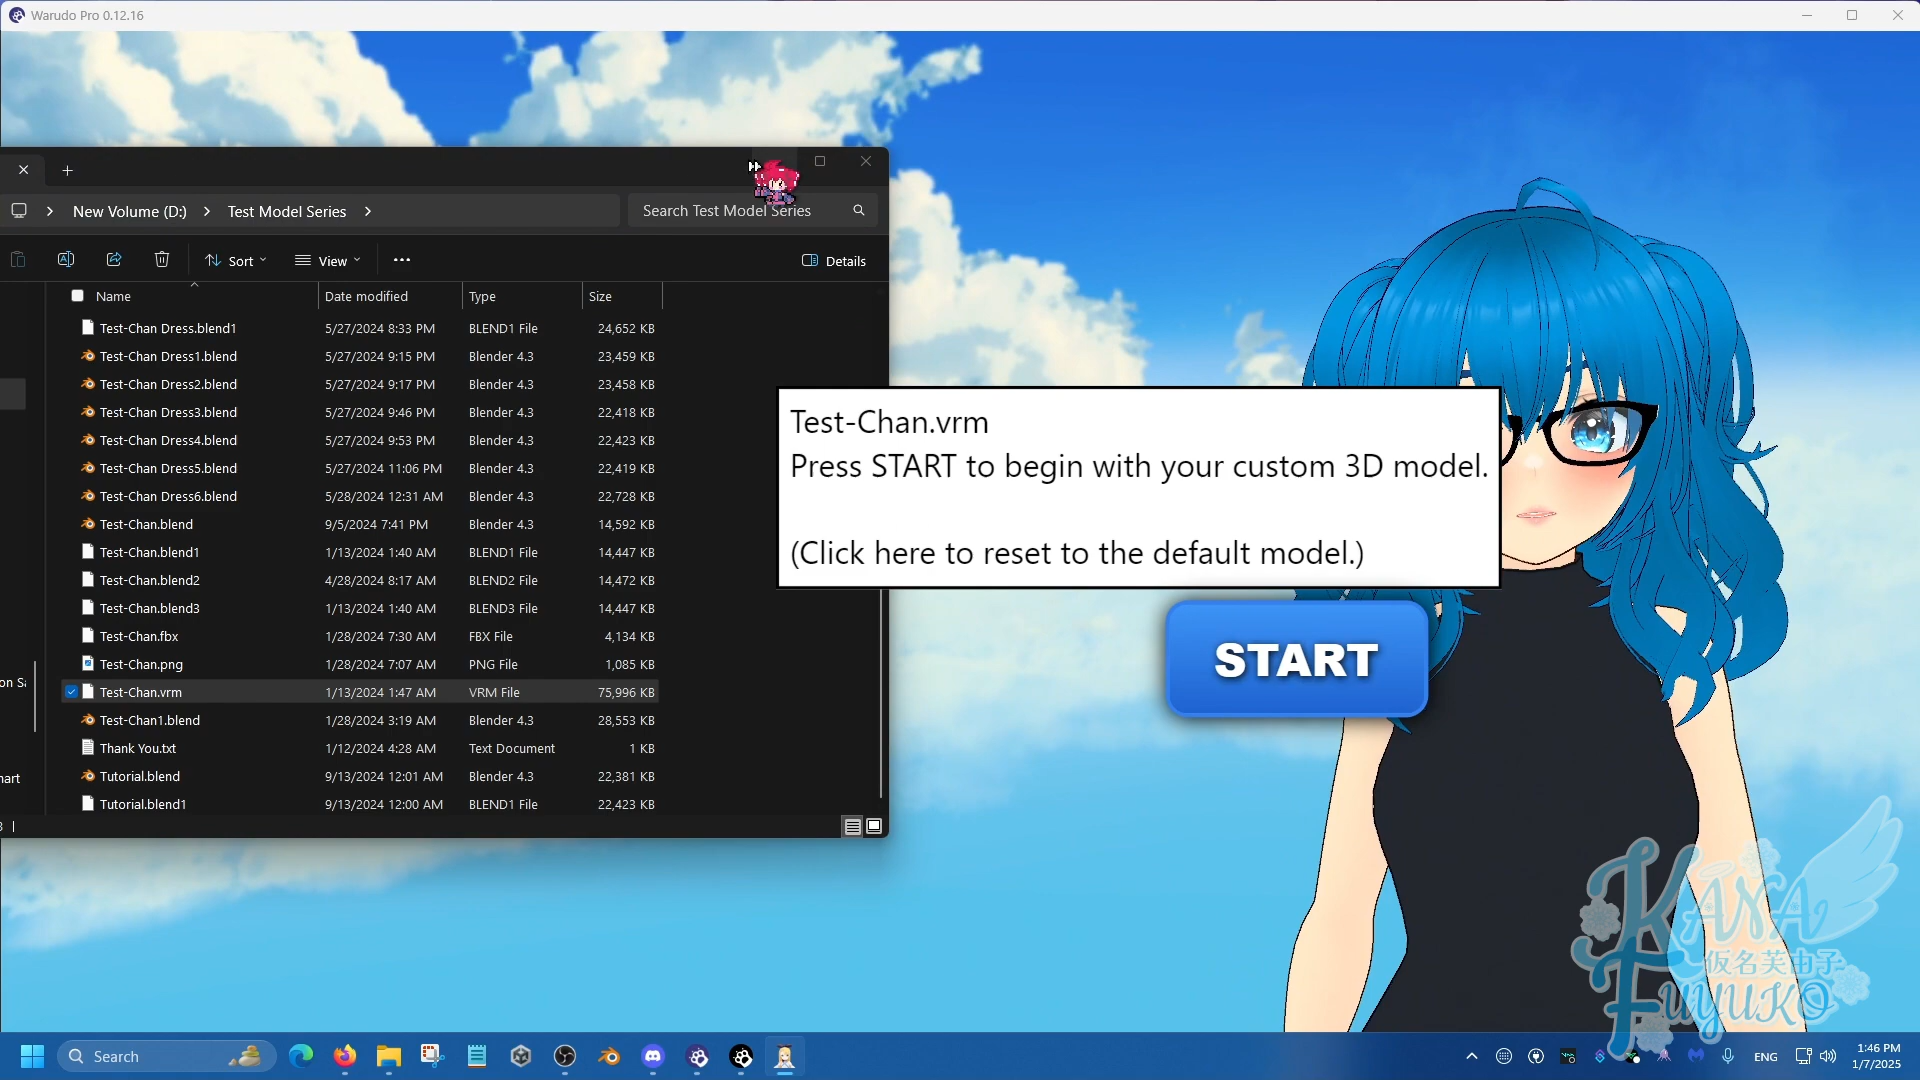 Warudo Pro 0.12.16
New Volume (D:) Test Model Series
Search Test Model Series
Sort View Details
Name Date modified Type Size
Test-Chan Dress.blend1 5/27/2024 8:33 PM BLEND1 File 24,652 KB
Test-Chan Dress1.blend 5/27/2024 9:15 PM Blender 4.3 23,459 KB
Test-Chan Dress2.blend 5/27/2024 9:17 PM Blender 4.3 23,458 KB
Test-Chan Dress3.blend 5/27/2024 9:46 PM Blender 4.3 22,418 KB
Test-Chan Dress4.blend 5/27/2024 9:53 PM Blender 4.3 22,423 KB
Test-Chan Dress5.blend 5/27/2024 11:06 PM Blender 4.3 22,419 KB
Test-Chan Dress6.blend 5/28/2024 12:31 AM Blender 4.3 22,728 KB
Test-Chan.blend 9/5/2024 7:41 PM Blender 4.3 14,592 KB
Test-Chan.blend1 1/13/2024 1:40 AM BLEND1 File 14,447 KB
Test-Chan.blend2 4/28/2024 8:17 AM BLEND2 File 14,472 KB
Test-Chan.blend3 1/13/2024 1:40 AM BLEND3 File 14,447 KB
Test-Chan.fbx 1/28/2024 7:30 AM FBX File 4,134 KB
Test-Chan.png 1/28/2024 7:07 AM PNG File 1,085 KB
Test-Chan.vrm 1/13/2024 1:47 AM VRM File 75,996 KB
Test-Chan1.blend 1/28/2024 3:19 AM Blender 4.3 28,553 KB
Thank You.txt 1/12/2024 4:28 AM Text Document 1 KB
Tutorial.blend 9/13/2024 12:01 AM Blender 4.3 22,381 KB
Tutorial.blend1 9/13/2024 12:00 AM BLEND1 File 22,423 KB
Test-Chan.vrm
Press START to begin with your custom 3D model.
(Click here to reset to the default model.)
START
KANA
仮名芙由子
FUYUKO
Search
ENG
1:46 PM
1/7/2025